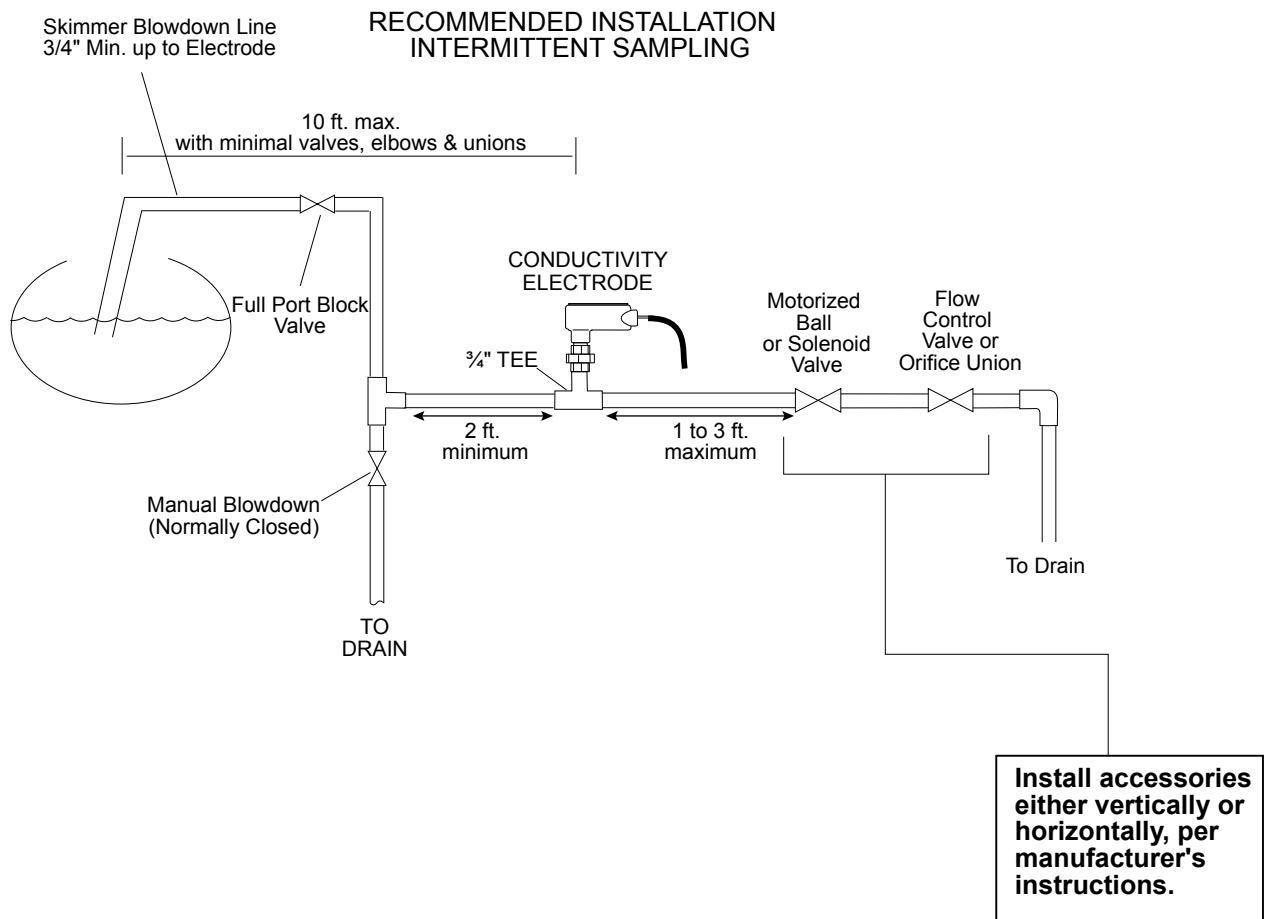 Skimmer Blowdown Line
3/4" Min. up to Electrode
RECOMMENDED INSTALLATION
INTERMITTENT SAMPLING
10 ft. max.
with minimal valves, elbows & unions
Full Port Block
Valve
CONDUCTIVITY
ELECTRODE
¾" TEE
Motorized
Ball
or Solenoid
Valve
Flow
Control
Valve or
Orifice Union
2 ft.
minimum
1 to 3 ft.
maximum
Manual Blowdown
(Normally Closed)
To Drain
TO
DRAIN
Install accessories
either vertically or
horizontally, per
manufacturer's
instructions.